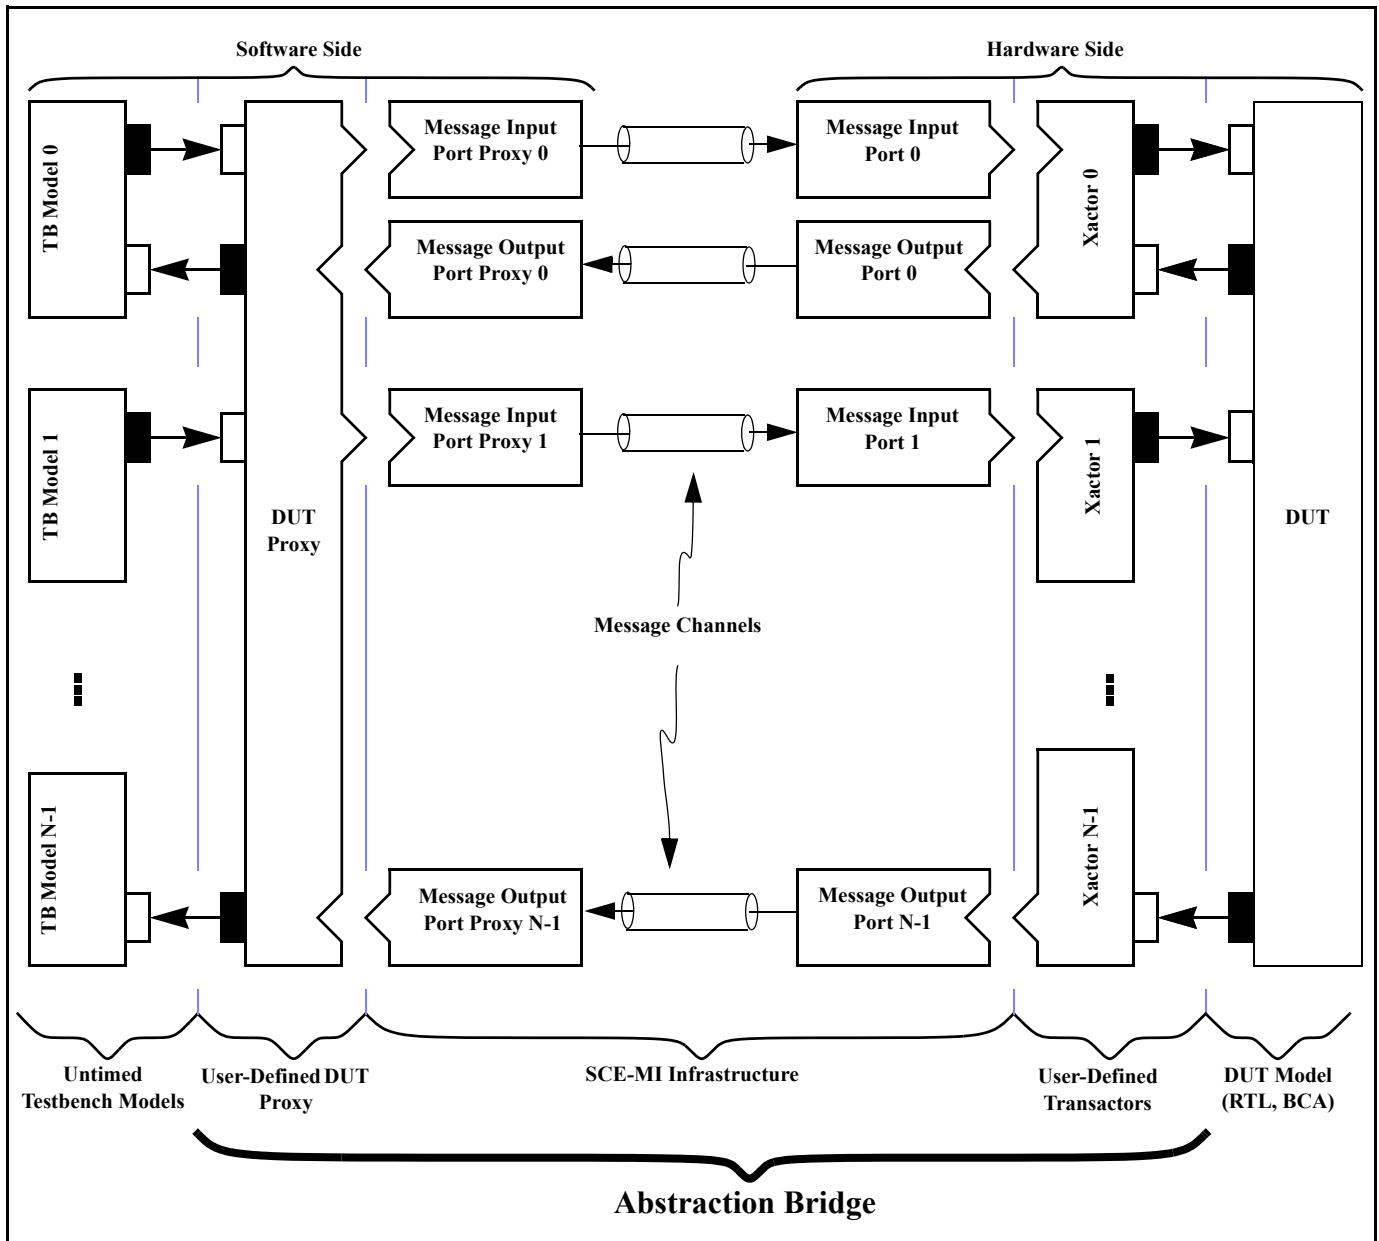 Software Side
Hardware Side
TB Model 0
Message Input
Port Proxy 0
Message Input
Port 0
Xactor 0
Message Output
Port Proxy 0
Message Output
Port 0
TB Model 1
Message Input
Port Proxy 1
Message Input
Port 1
Xactor 1
DUT
Proxy
DUT
Message Channels
TB Model N-1
Message Output
Port Proxy N-1
Message Output
Port N-1
Xactor N-1
Untimed
Testbench Models
User-Defined DUT
Proxy
SCE-MI Infrastructure
User-Defined
Transactors
DUT Model
(RTL, BCA)
Abstraction Bridge